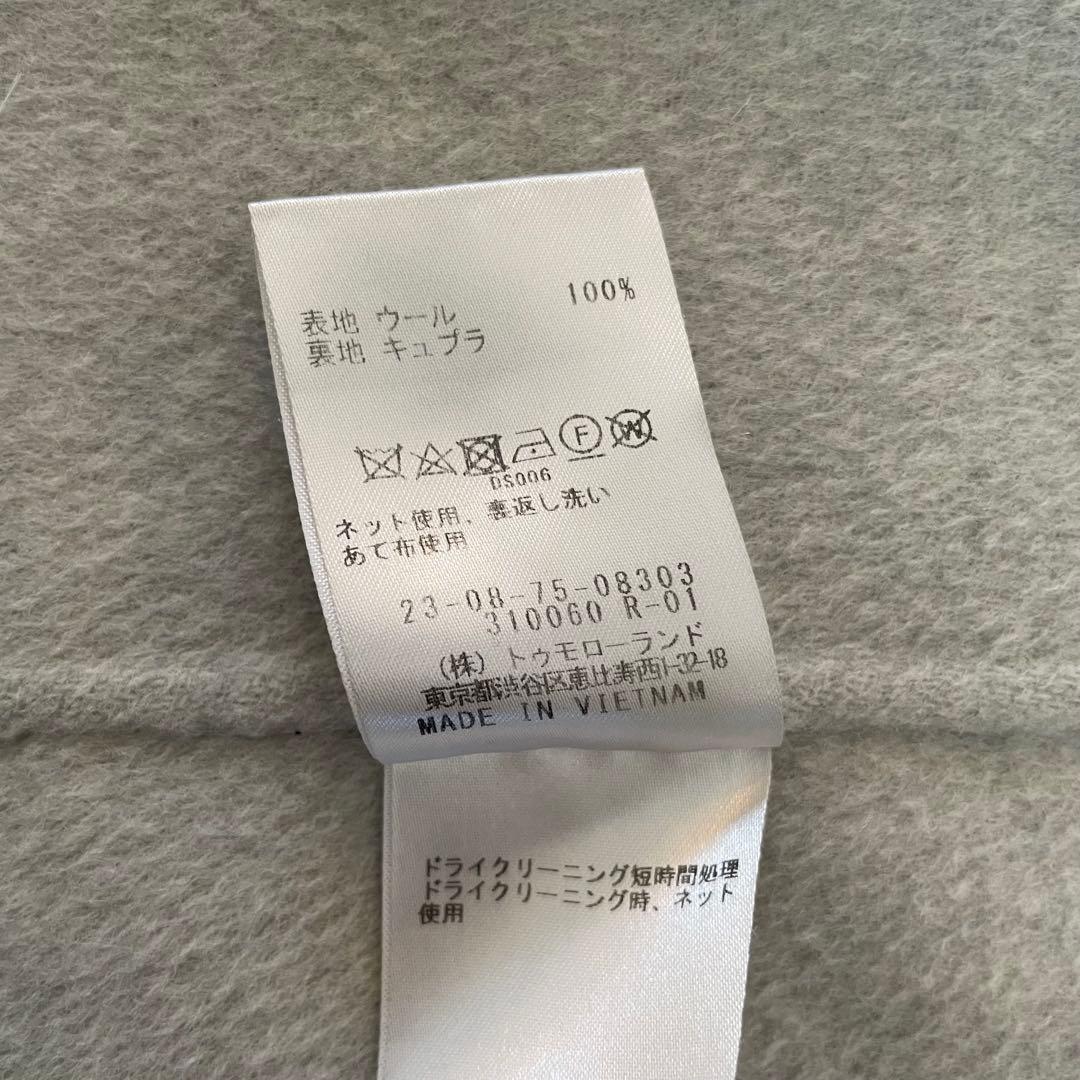 表地 ウール 100%
裏地 キュプラ
F W
DS006
ネット使用、裏返し洗い
あて布使用
23-08-75-08303
310060 R-01
(株) トゥモローランド
東京都渋谷区恵比寿西1-32-18
MADE IN VIETNAM
ドライクリーニング短時間処理
ドライクリーニング時、ネット
使用